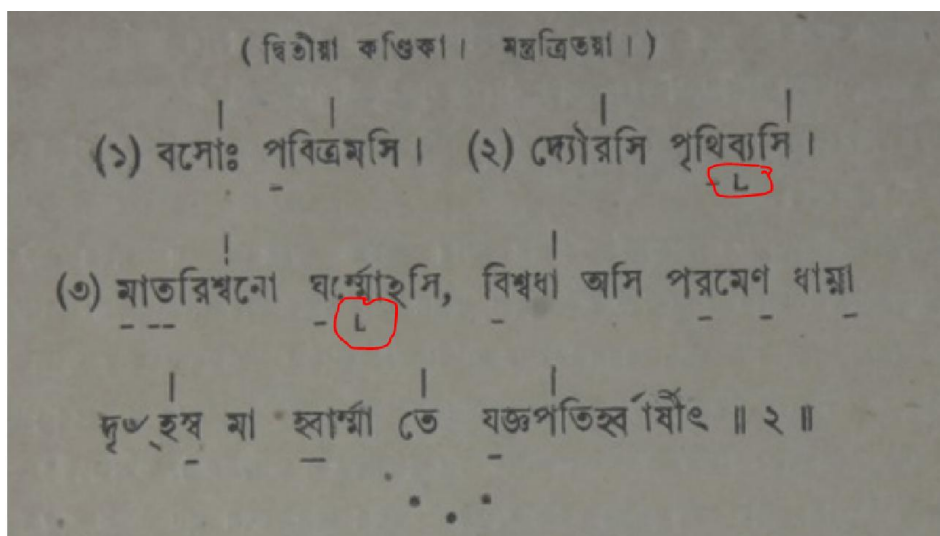 ( দ্বিতীয়া কণ্ডিকা। মন্ত্রত্রিতয়া। )
(১) বসোঃ পবিত্রমসি। (২) দ্যৌরসি পৃথিব্যসি।
(৩) মাতরিশ্বনো ঘর্ম্মোঽসি, বিশ্বধা অসি পরমেণ ধাম্না
দৃꣳহস্ব মা হ্বার্ম্মা তে যজ্ঞপতিহ্বার্ষীৎ ॥ ২ ॥